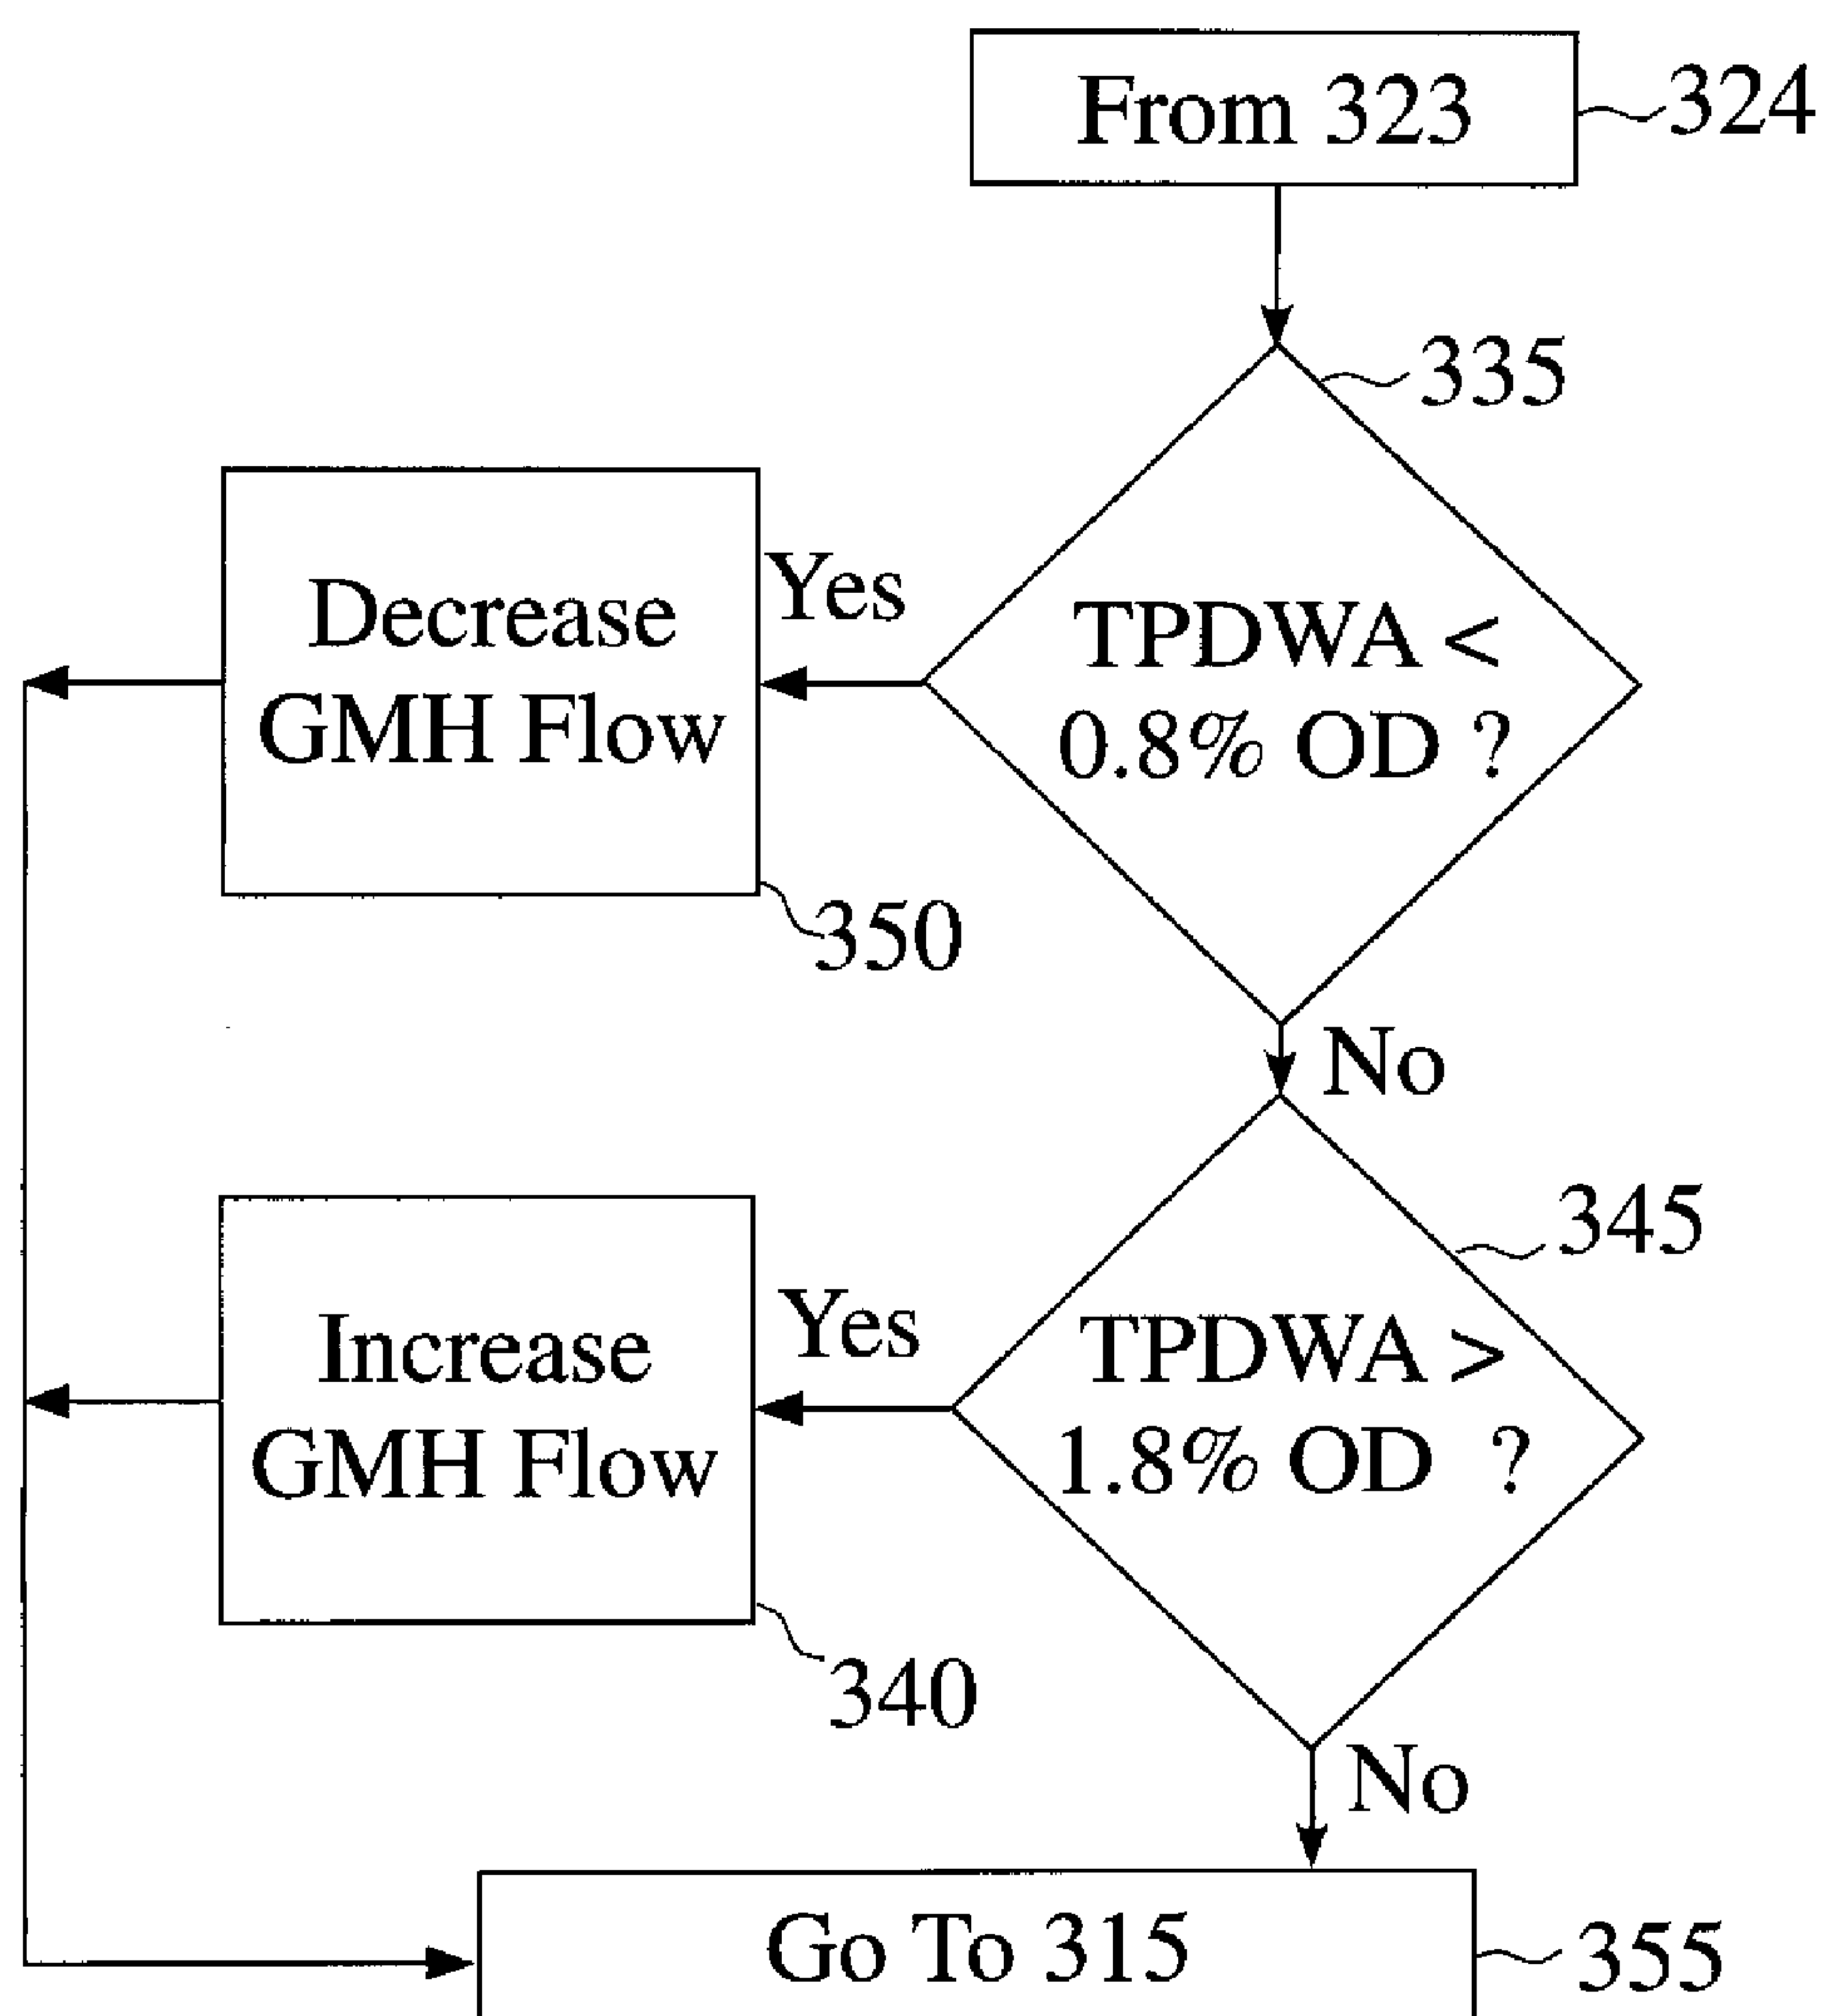 From 323
324
335
Decrease
GMH Flow
Yes
TPDWA <
0.8% OD ?
350
No
345
Increase
GMH Flow
Yes
TPDWA >
1.8% OD ?
340
No
Go To 315
355